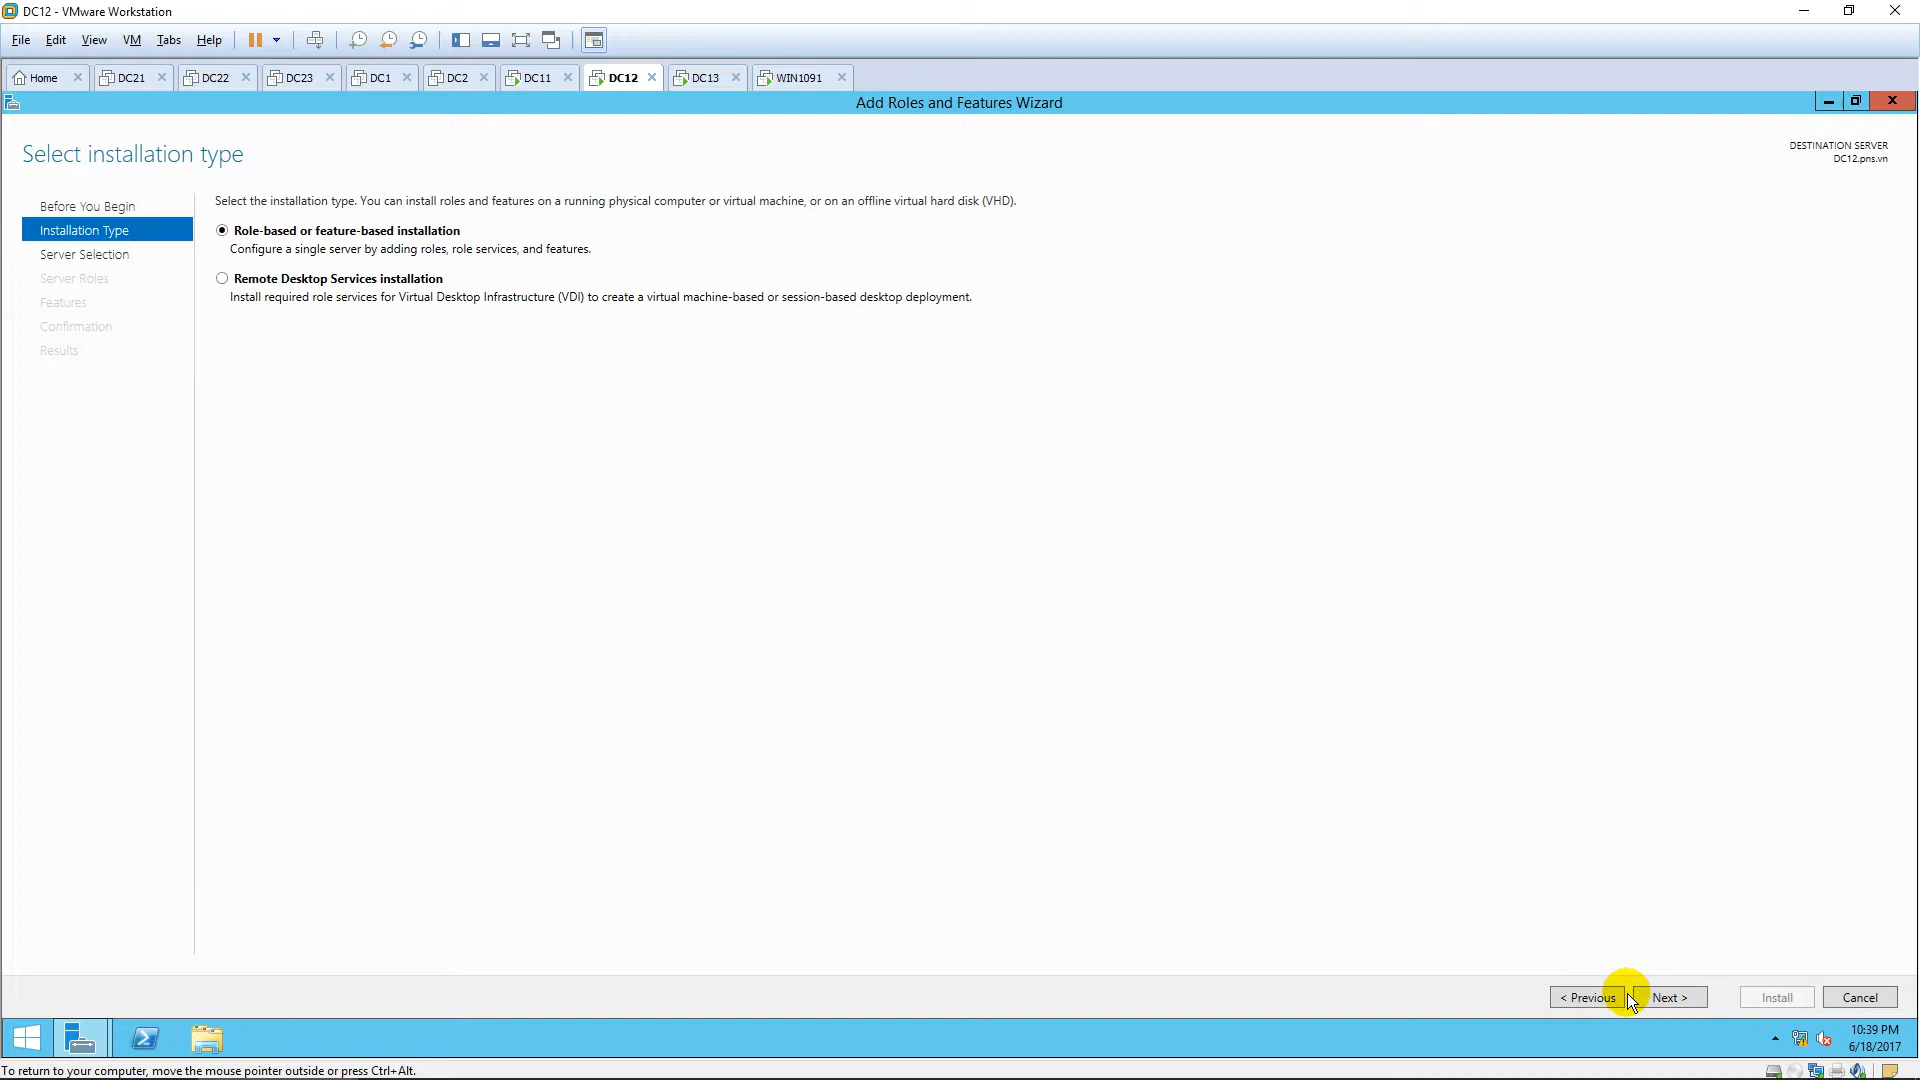 DC12 - VMware Workstation
File Edit View VM Tabs Help
Home DC21 DC22 DC23 DC1 DC2 DC11 DC12 DC13 WIN1091
Add Roles and Features Wizard
Select installation type
DESTINATION SERVER
DC12.pns.vn
Before You Begin
Installation Type
Server Selection
Server Roles
Features
Confirmation
Results
Select the installation type. You can install roles and features on a running physical computer or virtual machine, or on an offline virtual hard disk (VHD).
Role-based or feature-based installation
Configure a single server by adding roles, role services, and features.
Remote Desktop Services installation
Install required role services for Virtual Desktop Infrastructure (VDI) to create a virtual machine-based or session-based desktop deployment.
< Previous Next > Install Cancel
10:39 PM
6/18/2017
To return to your computer, move the mouse pointer outside or press Ctrl+Alt.